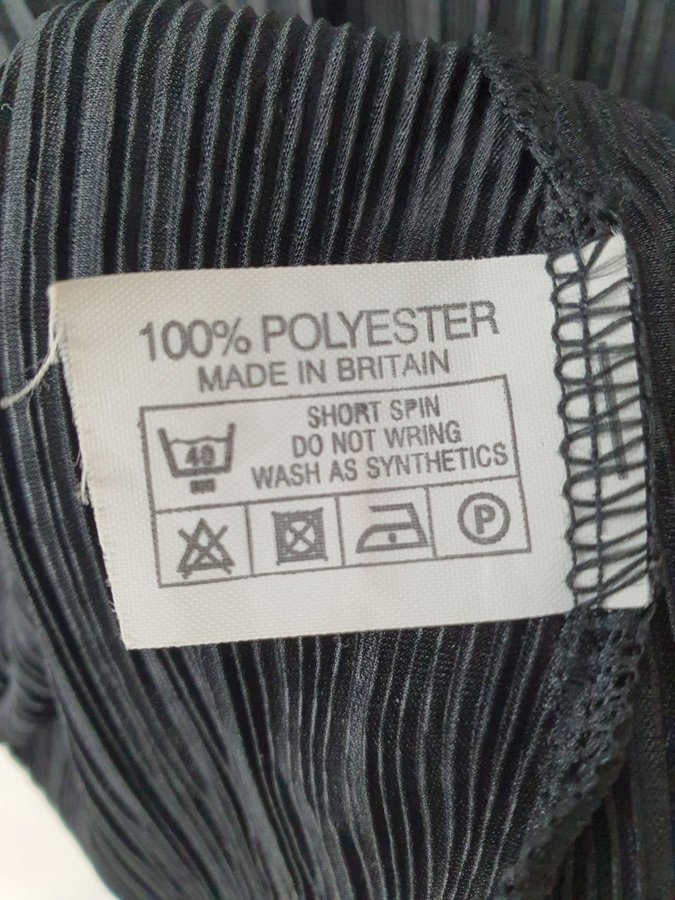 100% POLYESTER
MADE IN BRITAIN
SHORT SPIN
DO NOT WRING
WASH AS SYNTHETICS
40
P